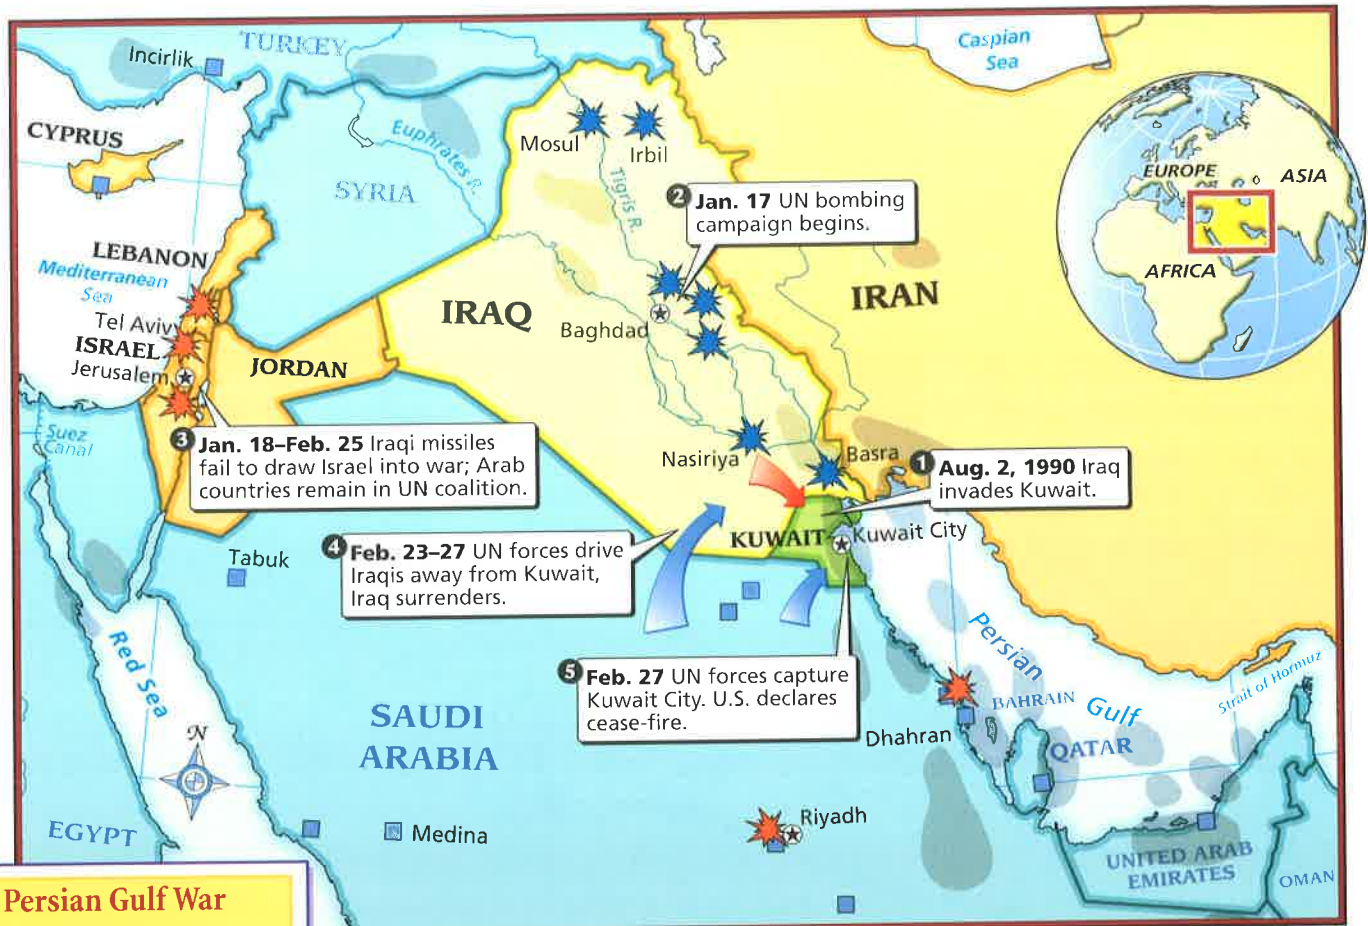 Incirlik
TURKEY
Caspian
Sea
CYPRUS
Euphrates R.
SYRIA
Mosul
Irbil
Tigris R.
EUROPE
ASIA
AFRICA
❷ Jan. 17 UN bombing
campaign begins.
LEBANON
Mediterranean
Sea
IRAQ
IRAN
Baghdad
Tel Aviv
ISRAEL
Jerusalem
JORDAN
Suez
Canal
❸ Jan. 18–Feb. 25 Iraqi missiles
fail to draw Israel into war; Arab
countries remain in UN coalition.
Nasiriya
Basra
❶ Aug. 2, 1990 Iraq
invades Kuwait.
KUWAIT
Kuwait City
❹ Feb. 23–27 UN forces drive
Iraqis away from Kuwait,
Iraq surrenders.
Tabuk
Red Sea
❺ Feb. 27 UN forces capture
Kuwait City. U.S. declares
cease-fire.
Persian Gulf
Strait of Hormuz
BAHRAIN
Dhahran
QATAR
SAUDI
ARABIA
N
Riyadh
Medina
EGYPT
UNITED ARAB
EMIRATES
OMAN
Persian Gulf War